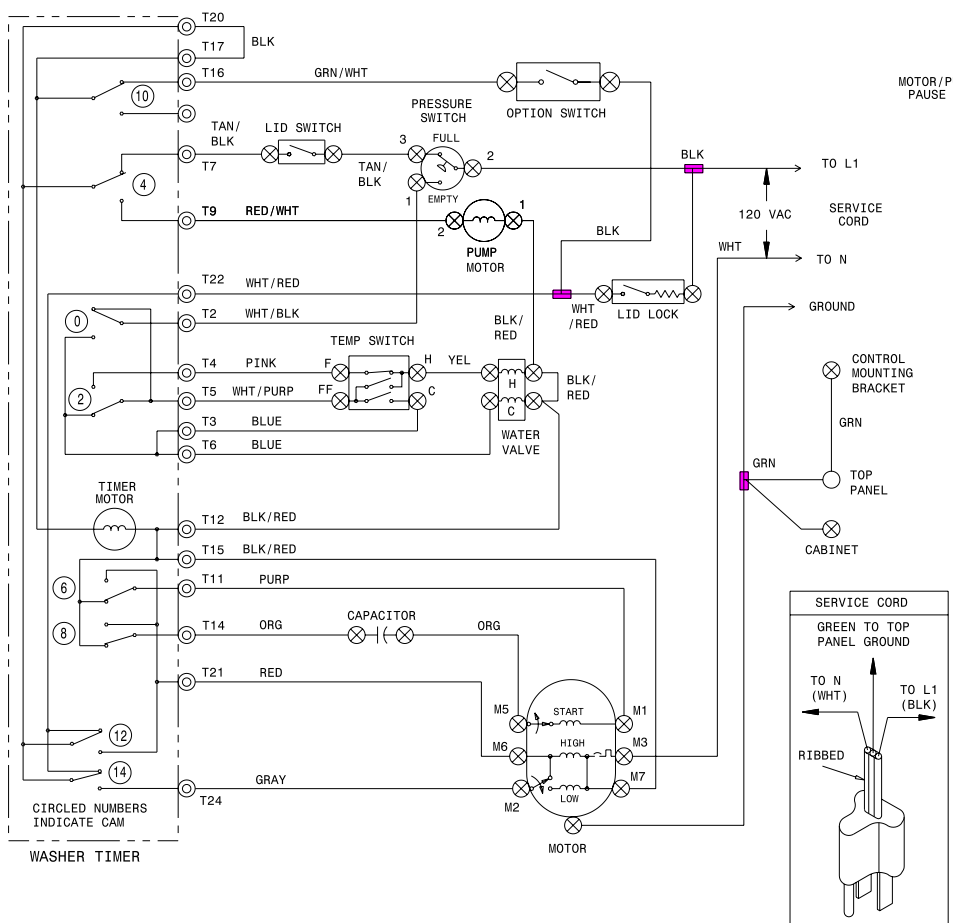 T20
BLK
T17
T16
GRN/WHT
OPTION SWITCH
MOTOR/P
PAUSE
10
PRESSURE
SWITCH
TAN/
BLK
LID SWITCH
3
FULL
2
TAN/
BLK
T7
BLK
TO L1
4
1
EMPTY
120 VAC
SERVICE
CORD
T9
RED/WHT
2
1
PUMP
MOTOR
BLK
WHT
TO N
T22
WHT/RED
WHT
/RED
LID LOCK
GROUND
0
T2
WHT/BLK
BLK/
RED
TEMP SWITCH
T4
PINK
F
H
YEL
H
BLK/
RED
CONTROL
MOUNTING
BRACKET
2
T5
WHT/PURP
FF
C
C
GRN
T3
BLUE
T6
BLUE
WATER
VALVE
GRN
TOP
PANEL
TIMER
MOTOR
T12
BLK/RED
CABINET
T15
BLK/RED
6
T11
PURP
8
T14
ORG
CAPACITOR
ORG
T21
RED
M5
START
M1
M6
HIGH
M3
12
M7
14
GRAY
M2
LOW
T24
CIRCLED NUMBERS
INDICATE CAM
MOTOR
WASHER TIMER
SERVICE CORD
GREEN TO TOP
PANEL GROUND
TO N
(WHT)
TO L1
(BLK)
RIBBED